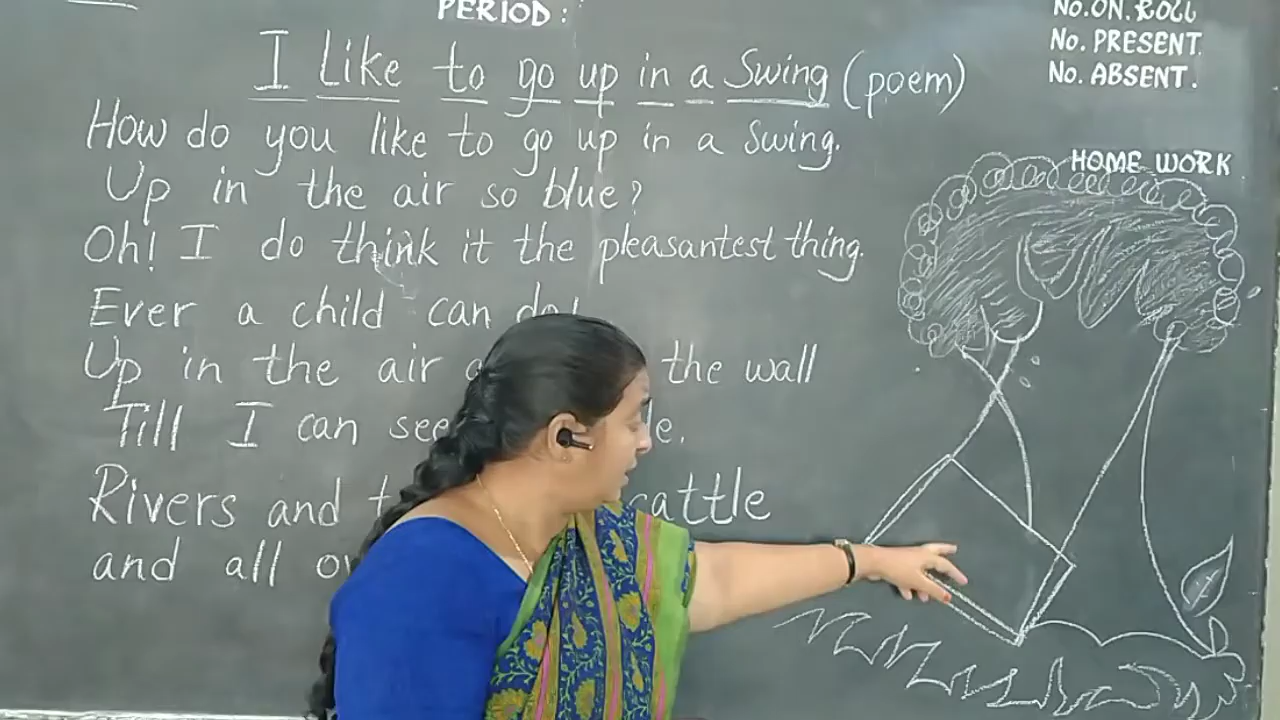 PERIOD:
No. ON. ROLL
No. PRESENT.
No. ABSENT.
HOME WORK
I Like to go up in a Swing (poem)
How do you like to go up in a Swing.
Up in the air so blue?
Oh! I do think it the pleasantest thing.
Ever a child can do!
Up in the air the wall
Till I can see
Rivers and cattle
and all